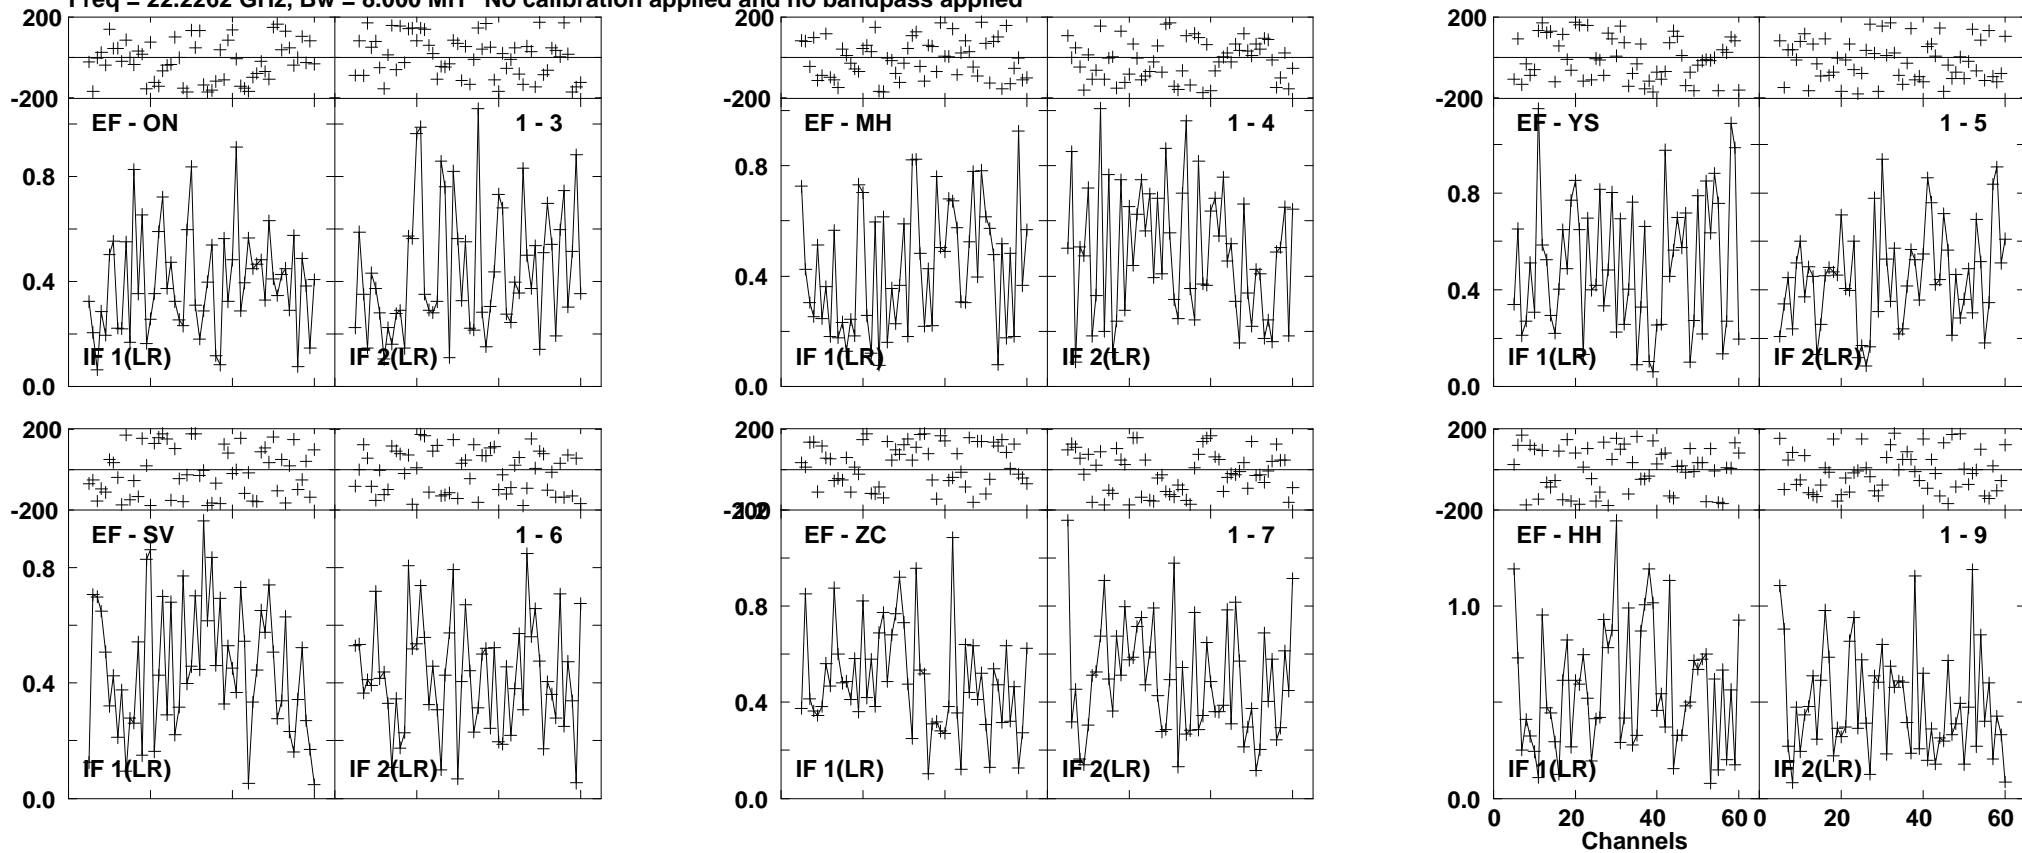 Freq = 22.2262 GHz, Bw = 8.000 MH No calibration applied and no bandpass applied
200
-200
EF - ON
1 - 3
0.8
0.4
0.0
IF 1(LR)
IF 2(LR)
200
-200
EF - MH
1 - 4
0.8
0.4
0.0
IF 1(LR)
IF 2(LR)
200
-200
EF - YS
1 - 5
0.8
0.4
0.0
IF 1(LR)
IF 2(LR)
200
-200
EF - SV
1 - 6
0.8
0.4
0.0
IF 1(LR)
IF 2(LR)
200
-200
1.2
EF - ZC
1 - 7
0.8
0.4
0.0
IF 1(LR)
IF 2(LR)
200
-200
EF - HH
1 - 9
1.0
0.0
IF 1(LR)
IF 2(LR)
0 20 40 60 0 20 40 60
Channels